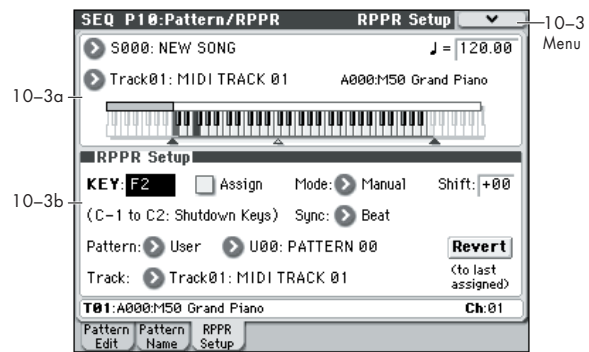 SEQ P10:Pattern/RPPR RPPR Setup
10–3
Menu
S000: NEW SONG ♩ = 120.00
Track01: MIDI TRACK 01 A000:M50 Grand Piano
10–3a
RPPR Setup
KEY: F2 Assign Mode: Manual Shift: +00
10–3b
(C-1 to C2: Shutdown Keys) Sync: Beat
Pattern: User U00: PATTERN 00 Revert
Track: Track01: MIDI TRACK 01 (to last
assigned)
T01:A000:M50 Grand Piano Ch:01
Pattern Edit Pattern Name RPPR Setup